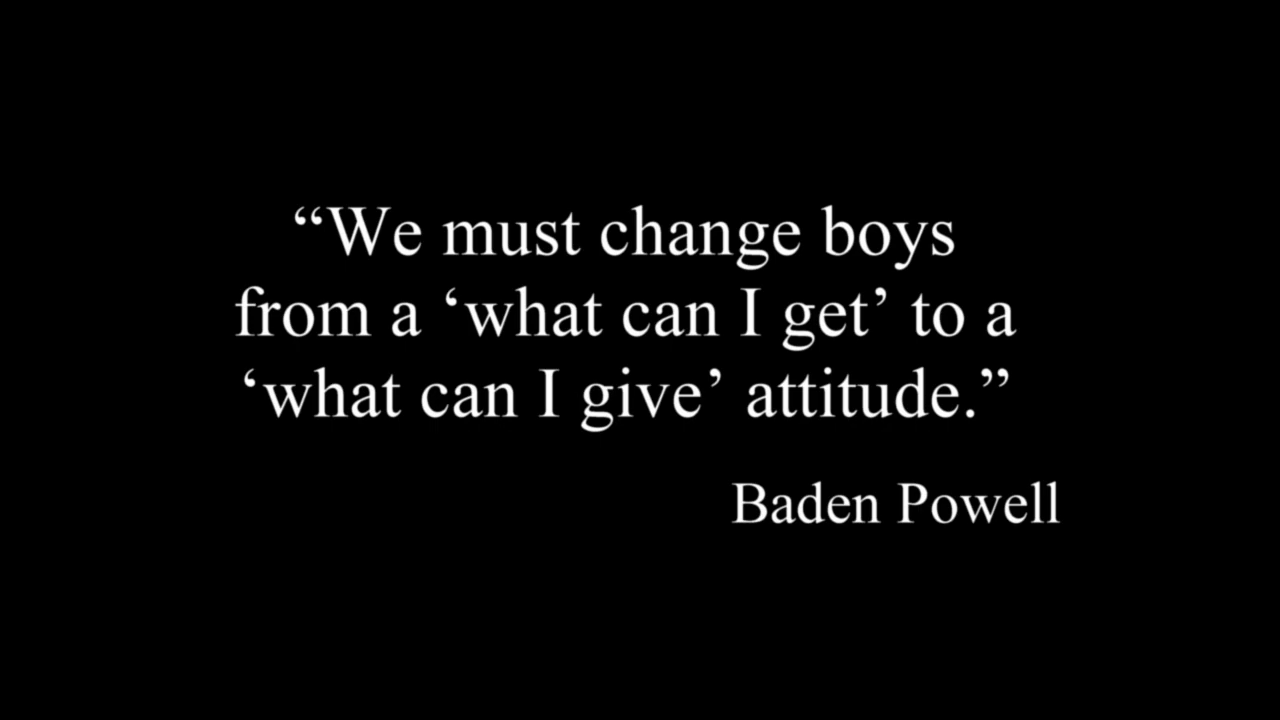 “We must change boys
from a ‘what can I get’ to a
‘what can I give’ attitude.”
Baden Powell